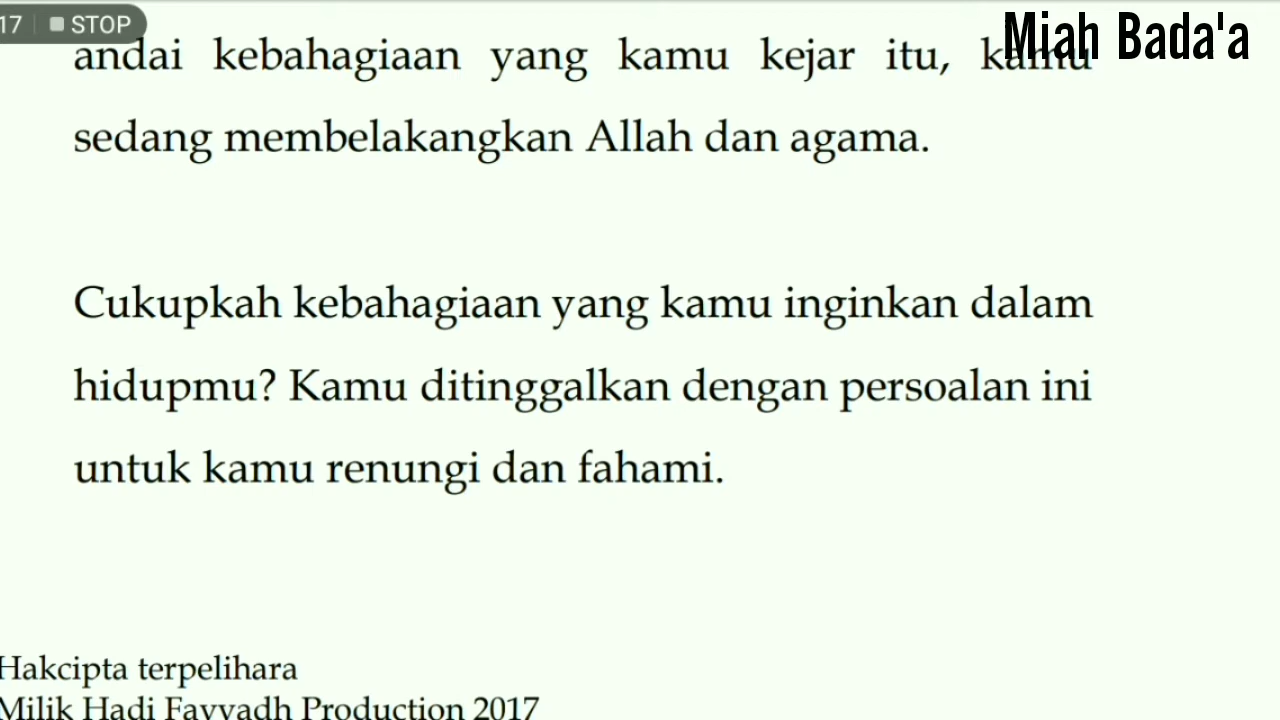 17 STOP
Miah Bada'a
andai kebahagiaan yang kamu kejar itu, kamu
sedang membelakangkan Allah dan agama.
Cukupkah kebahagiaan yang kamu inginkan dalam
hidupmu? Kamu ditinggalkan dengan persoalan ini
untuk kamu renungi dan fahami.
Hakcipta terpelihara
Milik Hadi Fayyadh Production 2017